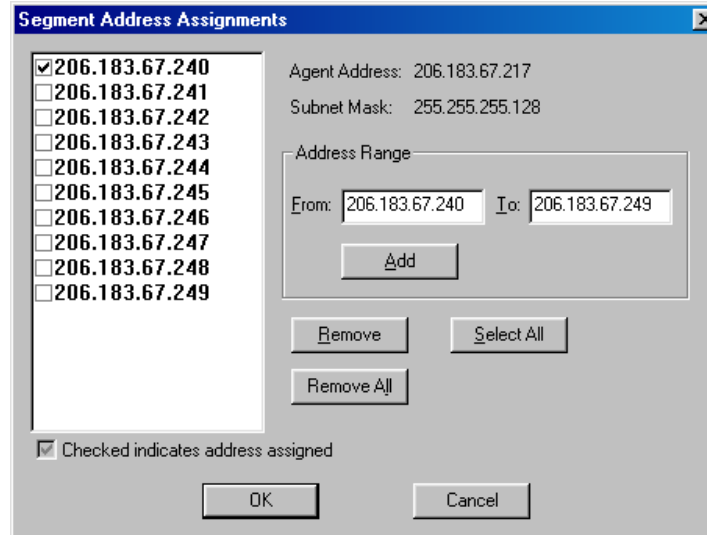 Segment Address Assignments
206.183.67.240
206.183.67.241
206.183.67.242
206.183.67.243
206.183.67.244
206.183.67.245
206.183.67.246
206.183.67.247
206.183.67.248
206.183.67.249
Agent Address: 206.183.67.217
Subnet Mask: 255.255.255.128
Address Range
From: 206.183.67.240 To: 206.183.67.249
Add
Remove Select All
Remove All
Checked indicates address assigned
OK Cancel